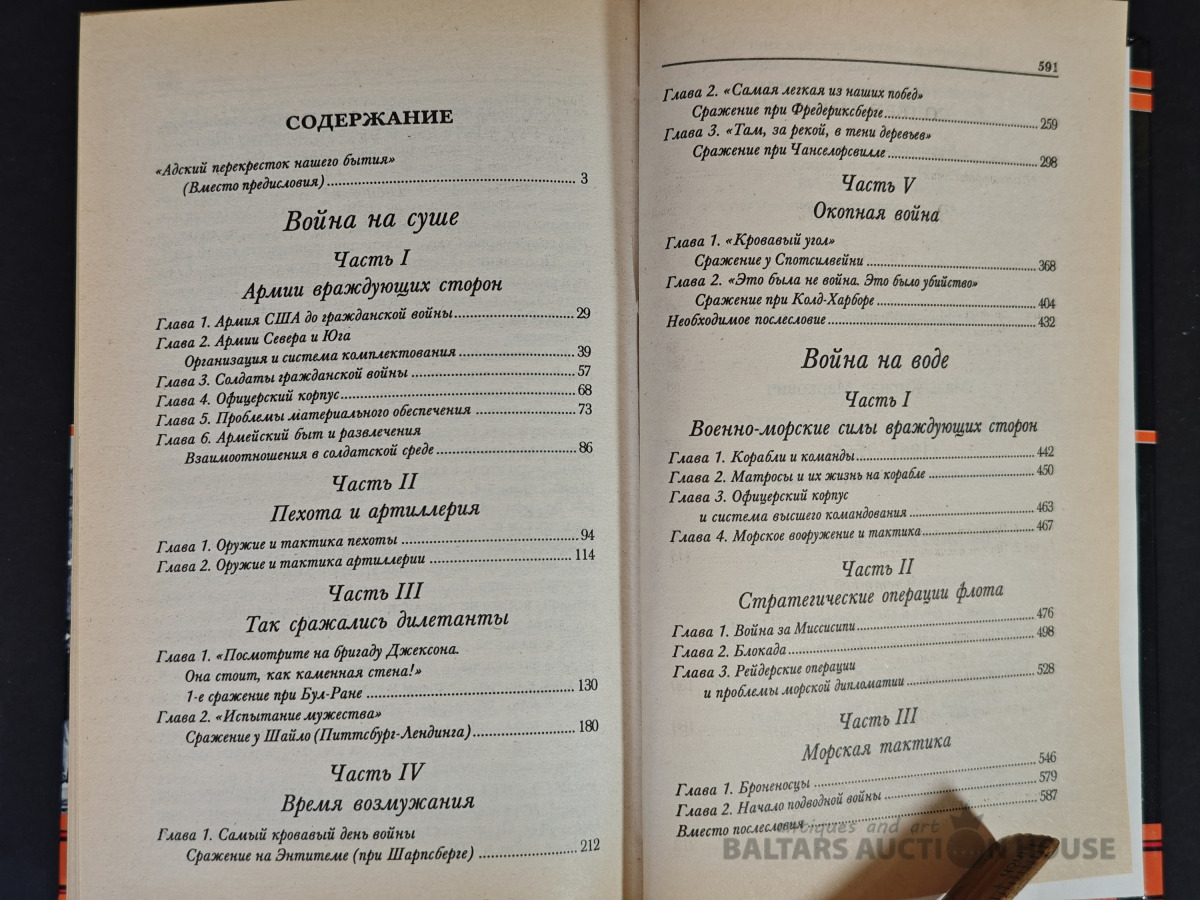 СОДЕРЖАНИЕ
«Адский перекресток нашего бытия»
(Вместо предисловия) ........ 3
Война на суше
Часть I
Армии враждующих сторон
Глава 1. Армия США до гражданской войны ........ 29
Глава 2. Армии Севера и Юга
Организация и система комплектования ........ 39
Глава 3. Солдаты гражданской войны ........ 57
Глава 4. Офицерский корпус ........ 68
Глава 5. Проблемы материального обеспечения ........ 73
Глава 6. Армейский быт и развлечения
Взаимоотношения в солдатской среде ........ 86
Часть II
Пехота и артиллерия
Глава 1. Оружие и тактика пехоты ........ 94
Глава 2. Оружие и тактика артиллерии ........ 114
Часть III
Так сражались дилетанты
Глава 1. «Посмотрите на бригаду Джексона.
Она стоит, как каменная стена!»
1-е сражение при Бул-Ране ........ 130
Глава 2. «Испытание мужества»
Сражение у Шайло (Питтсбург-Лендинга) ........ 180
Часть IV
Время возмужания
Глава 1. Самый кровавый день войны
Сражение на Энтитеме (при Шарпсберге) ........ 212
591
Глава 2. «Самая легкая из наших побед»
Сражение при Фредериксберге ........ 259
Глава 3. «Там, за рекой, в тени деревьев»
Сражение при Чанселорсвилле ........ 298
Часть V
Окопная война
Глава 1. «Кровавый угол»
Сражение у Спотсилвейни ........ 368
Глава 2. «Это была не война. Это было убийство»
Сражение при Колд-Харборе ........ 404
Необходимое послесловие ........ 432
Война на воде
Часть I
Военно-морские силы враждующих сторон
Глава 1. Корабли и команды ........ 442
Глава 2. Матросы и их жизнь на корабле ........ 450
Глава 3. Офицерский корпус
и система высшего командования ........ 463
Глава 4. Морское вооружение и тактика ........ 467
Часть II
Стратегические операции флота
Глава 1. Война за Миссисипи ........ 476
Глава 2. Блокада ........ 498
Глава 3. Рейдерские операции
и проблемы морской дипломатии ........ 528
Часть III
Морская тактика
Глава 1. Броненосцы ........ 546
Глава 2. Начало подводной войны ........ 579
Вместо послесловия ........ 587
antiques and art
BALTARS AUCTION HOUSE